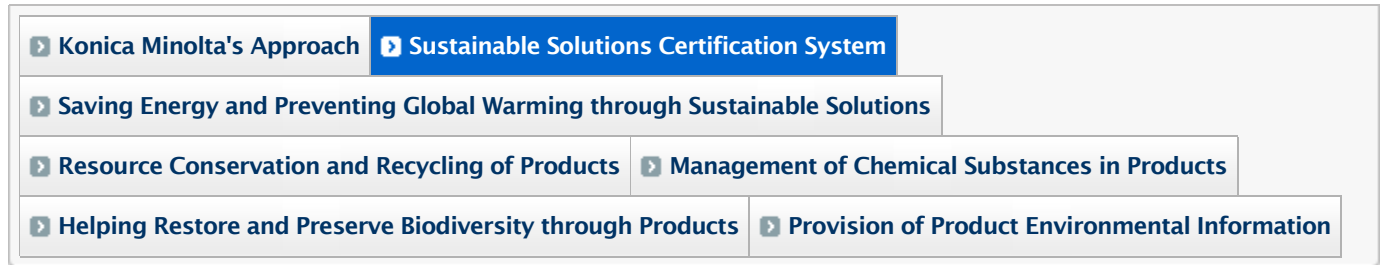 Konica Minolta's Approach Sustainable Solutions Certification System
Saving Energy and Preventing Global Warming through Sustainable Solutions
Resource Conservation and Recycling of Products Management of Chemical Substances in Products
Helping Restore and Preserve Biodiversity through Products Provision of Product Environmental Information